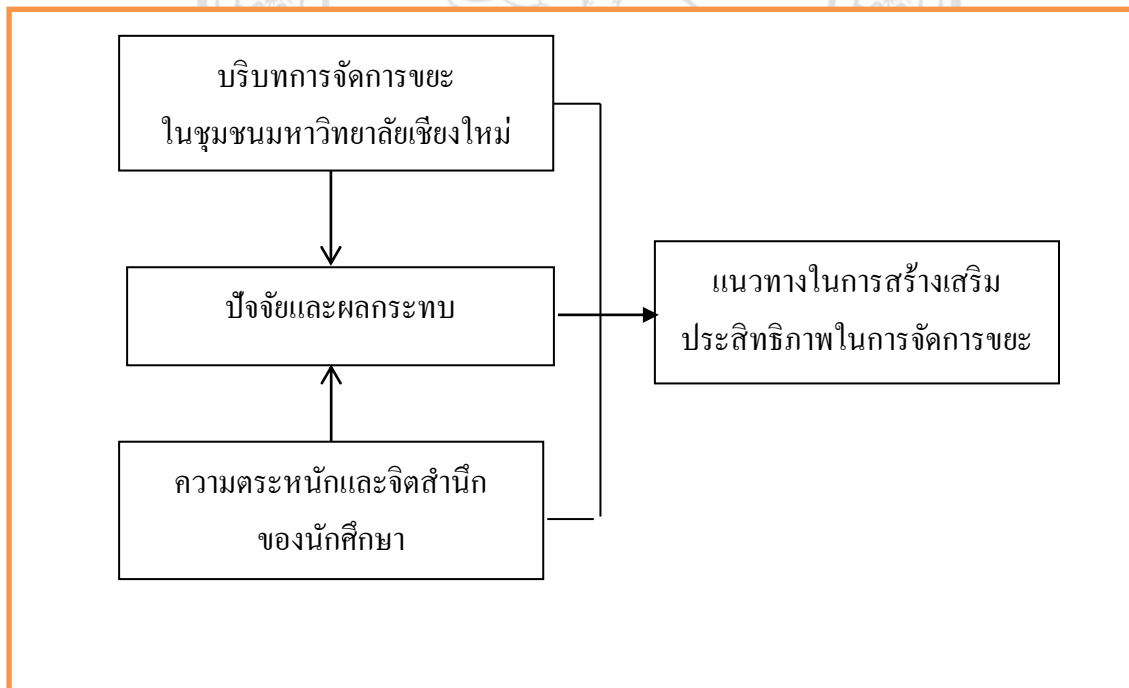 บริบทการจัดการขยะ
ในชุมชนมหาวิทยาลัยเชียงใหม่
ปัจจัยและผลกระทบ
แนวทางในการสร้างเสริม
ประสิทธิภาพในการจัดการขยะ
ความตระหนักและจิตสำนึก
ของนักศึกษา